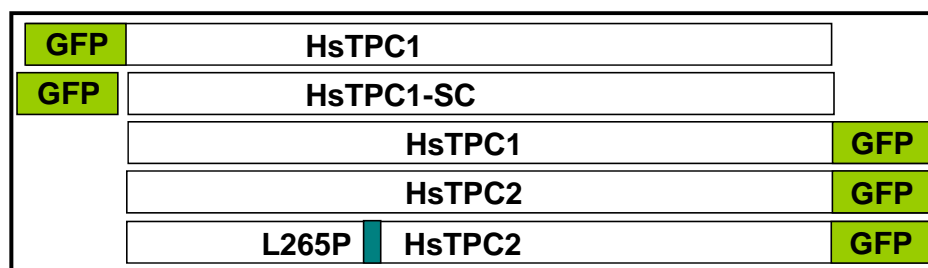 GFP HsTPC1
GFP HsTPC1-SC
HsTPC1 GFP
HsTPC2 GFP
L265P HsTPC2 GFP